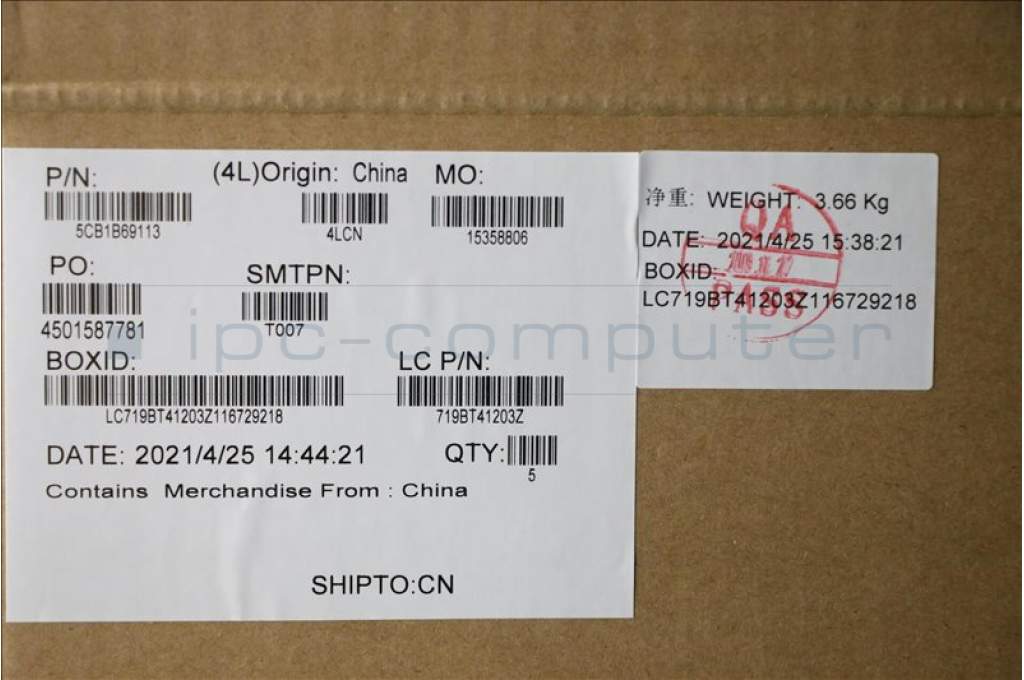 P/N: (4L)Origin: China MO:
5CB1B69113 4LCN 15358806
PO: SMTPN:
4501587781 T007
BOXID: LC P/N:
LC719BT41203Z116729218 719BT41203Z
DATE: 2021/4/25 14:44:21 QTY:
5
Contains Merchandise From : China
SHIPTO:CN
净重: WEIGHT: 3.66 Kg
DATE: 2021/4/25 15:38:21
BOXID:
LC719BT41203Z116729218
QA
PASS
ipc-computer